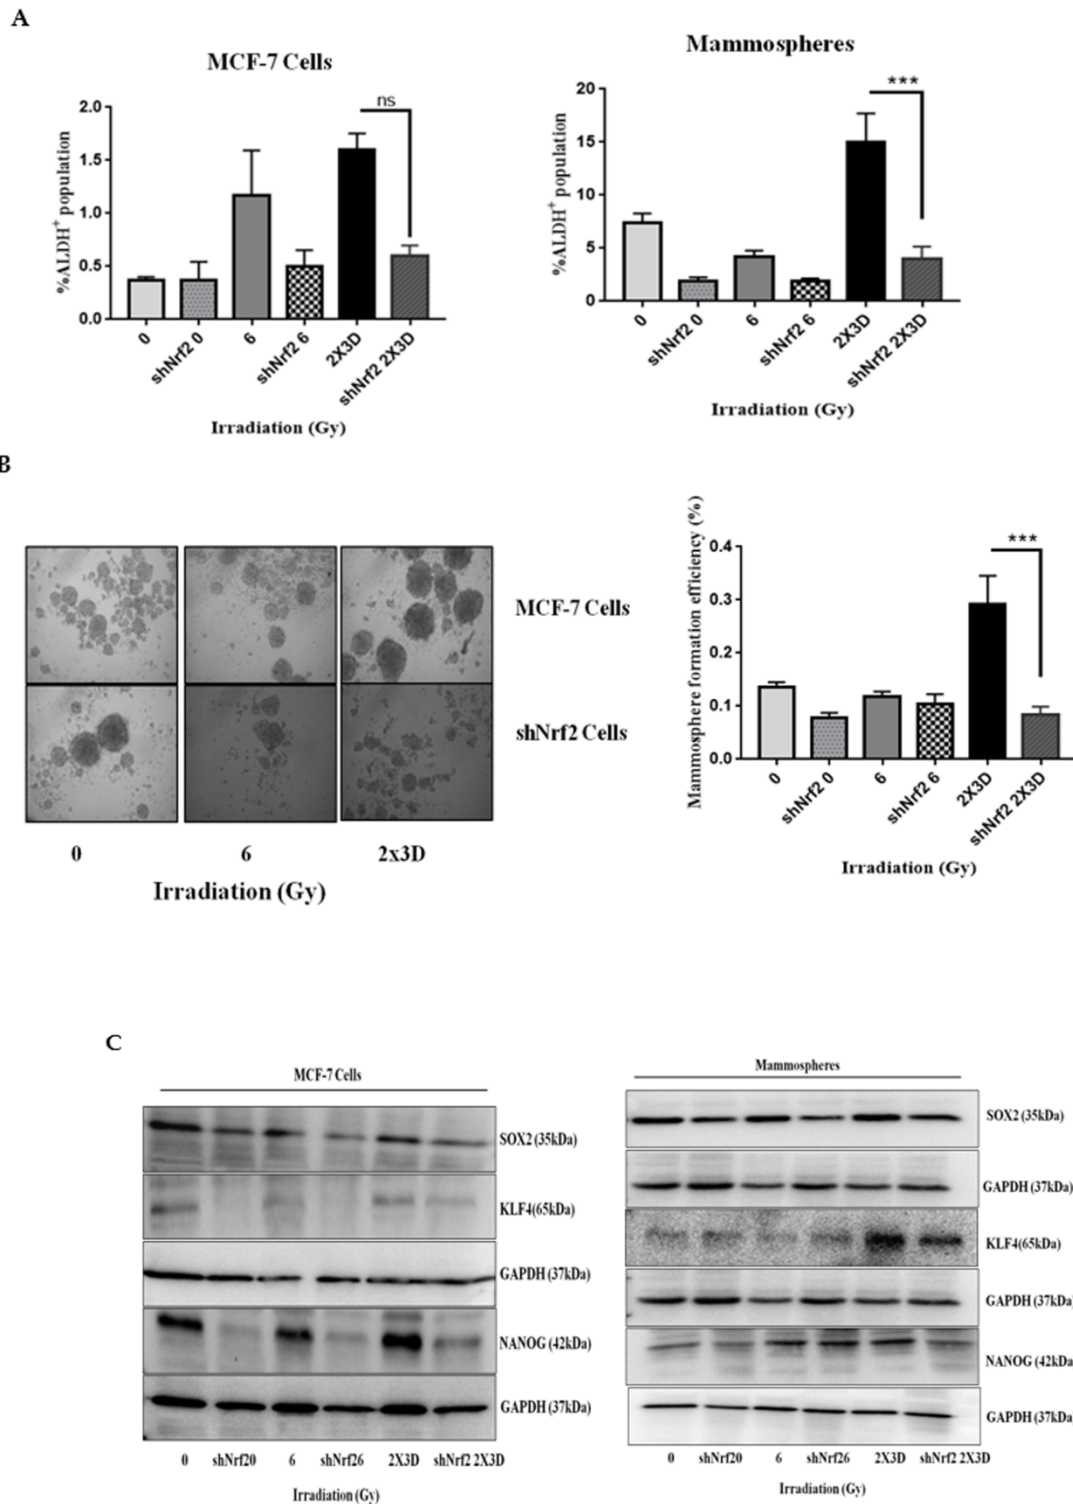 A
MCF-7 Cells
%ALDH+ population
2.0
1.5
1.0
0.5
0.0
ns
0
shNrf2 0
6
shNrf2 6
2X3D
shNrf2 2X3D
Irradiation (Gy)
Mammospheres
%ALDH+ population
20
15
10
5
0
***
0
shNrf2 0
6
shNrf2 6
2X3D
shNrf2 2X3D
Irradiation (Gy)
B
MCF-7 Cells
shNrf2 Cells
0 6 2x3D
Irradiation (Gy)
Mammosphere formation efficiency (%)
0.4
0.3
0.2
0.1
0.0
***
0
shNrf2 0
6
shNrf2 6
2X3D
shNrf2 2X3D
Irradiation (Gy)
C
MCF-7 Cells
SOX2 (35kDa)
KLF4(65kDa)
GAPDH (37kDa)
NANOG (42kDa)
GAPDH (37kDa)
0 shNrf20 6 shNrf26 2X3D shNrf2 2X3D
Irradiation (Gy)
Mammospheres
SOX2 (35kDa)
GAPDH (37kDa)
KLF4(65kDa)
GAPDH (37kDa)
NANOG (42kDa
GAPDH (37kDa)
0 shNrf20 6 shNrf26 2X3D shNrf2 2X3D
Irradiation (Gy)